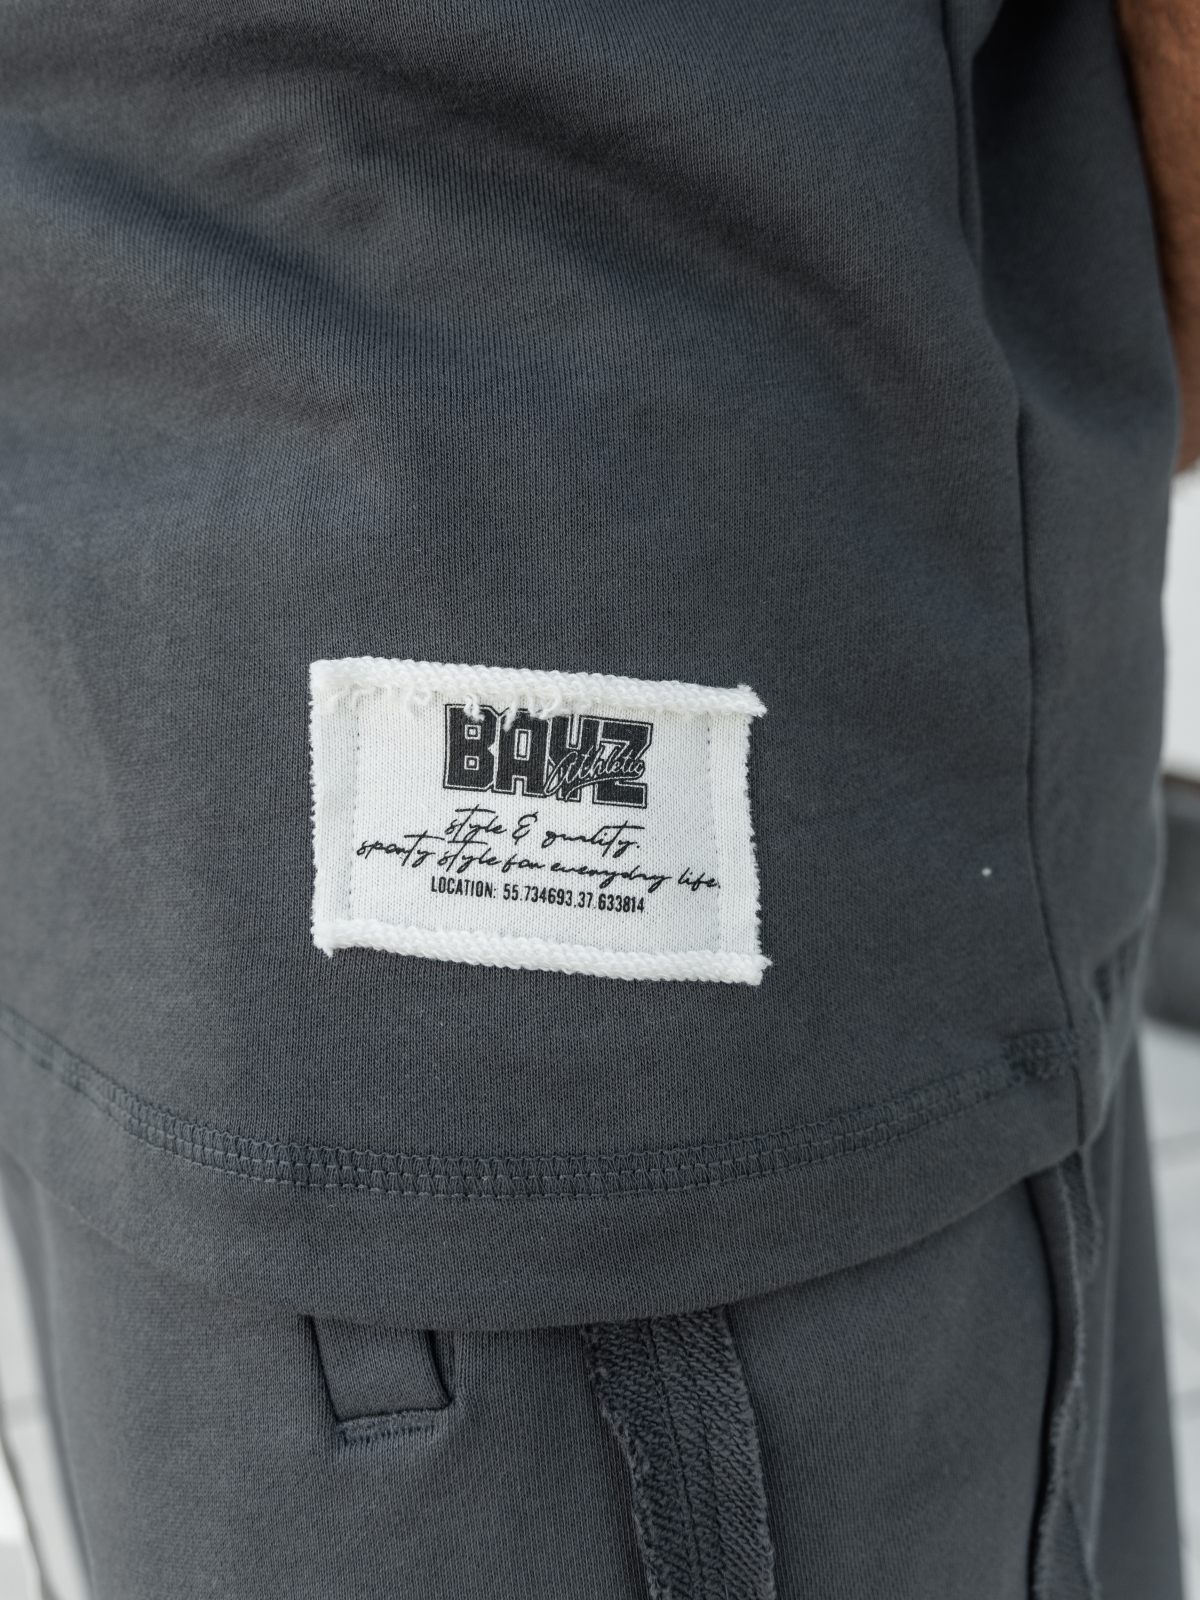 BAYZ
Athletic
style & quality.
sporty style for everyday life.
LOCATION: 55.734693,37.633814